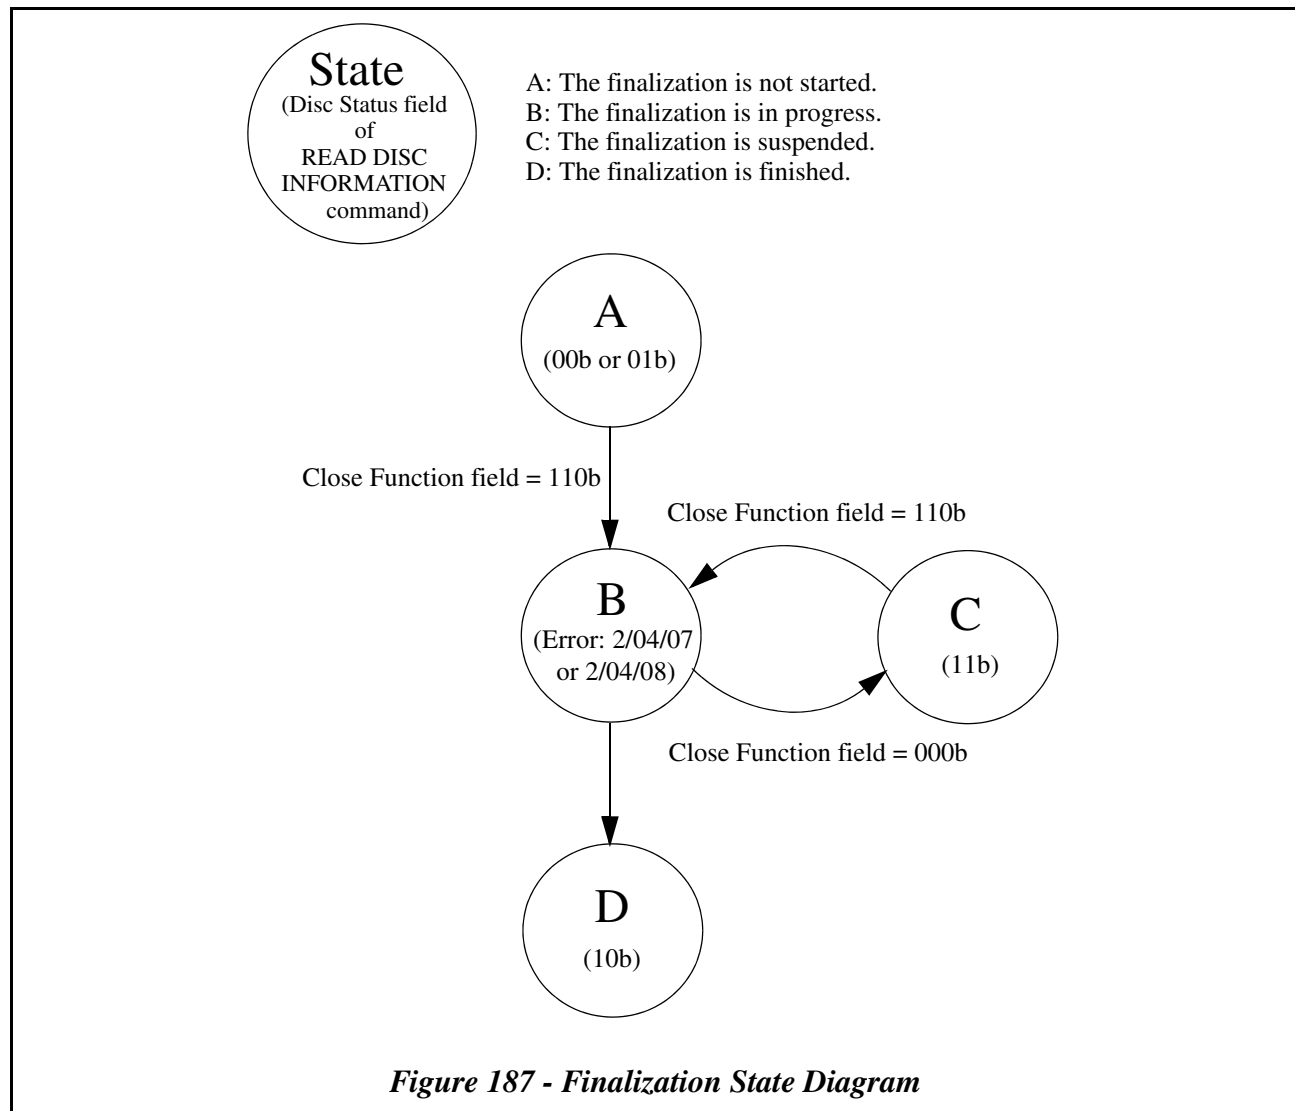 State
(Disc Status field
of
READ DISC
INFORMATION
command)
A: The finalization is not started.
B: The finalization is in progress.
C: The finalization is suspended.
D: The finalization is finished.
A
(00b or 01b)
Close Function field = 110b
Close Function field = 110b
B
(Error: 2/04/07
or 2/04/08)
C
(11b)
Close Function field = 000b
D
(10b)
Figure 187 - Finalization State Diagram